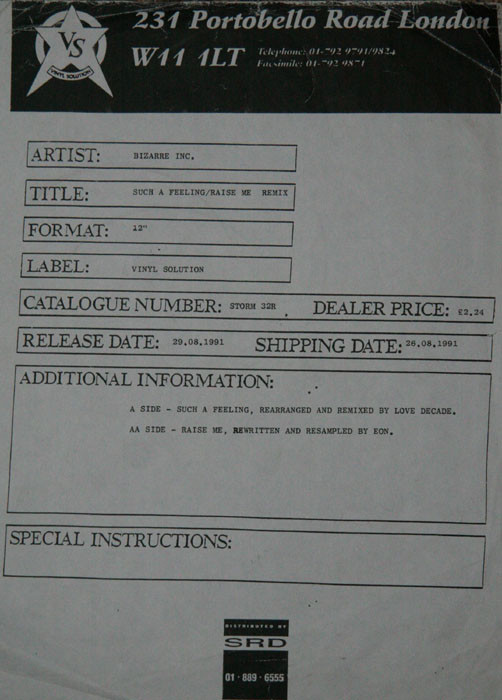 VS
VINYL SOLUTION
231 Portobello Road London
W11 1LT
Telephone: 01-792 9791/9824
Facsimile: 01-792 9871
ARTIST: BIZARRE INC.
TITLE: SUCH A FEELING/RAISE ME REMIX
FORMAT: 12"
LABEL: VINYL SOLUTION
CATALOGUE NUMBER: STORM 32R. DEALER PRICE: £2.24
RELEASE DATE: 29.08.1991 SHIPPING DATE: 26.08.1991
ADDITIONAL INFORMATION:
A SIDE - SUCH A FEELING, REARRANGED AND REMIXED BY LOVE DECADE.
AA SIDE - RAISE ME, REWRITTEN AND RESAMPLED BY EON.
SPECIAL INSTRUCTIONS:
DISTRIBUTED BY
SRD
01·889·6555